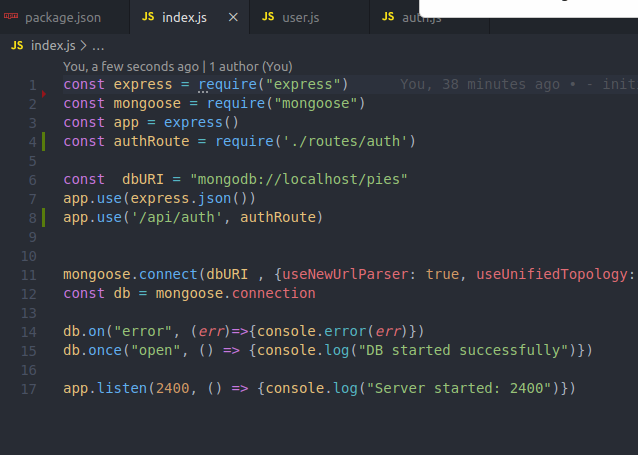 package.json
JS index.js ×
JS user.js
JS auth.js
JS index.js > ...
You, a few seconds ago | 1 author (You)
1 const express = require("express") You, 38 minutes ago • - init
2 const mongoose = require("mongoose")
3 const app = express()
4 const authRoute = require('./routes/auth')
5
6 const  dbURI = "mongodb://localhost/pies"
7 app.use(express.json())
8 app.use('/api/auth', authRoute)
9
10
11 mongoose.connect(dbURI , {useNewUrlParser: true, useUnifiedTopology:
12 const db = mongoose.connection
13
14 db.on("error", (err)=>{console.error(err)})
15 db.once("open", () => {console.log("DB started successfully")})
16
17 app.listen(2400, () => {console.log("Server started: 2400")})